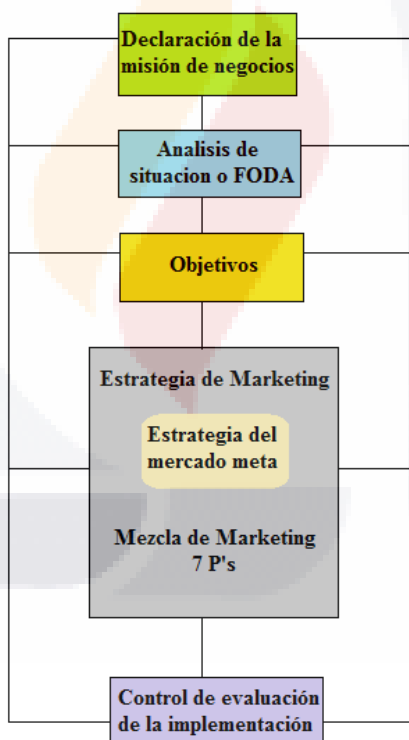 Declaración de la
misión de negocios
Analisis de
situacion o FODA
Objetivos
Estrategia de Marketing
Estrategia del
mercado meta
Mezcla de Marketing
7 P's
Control de evaluación
de la implementación